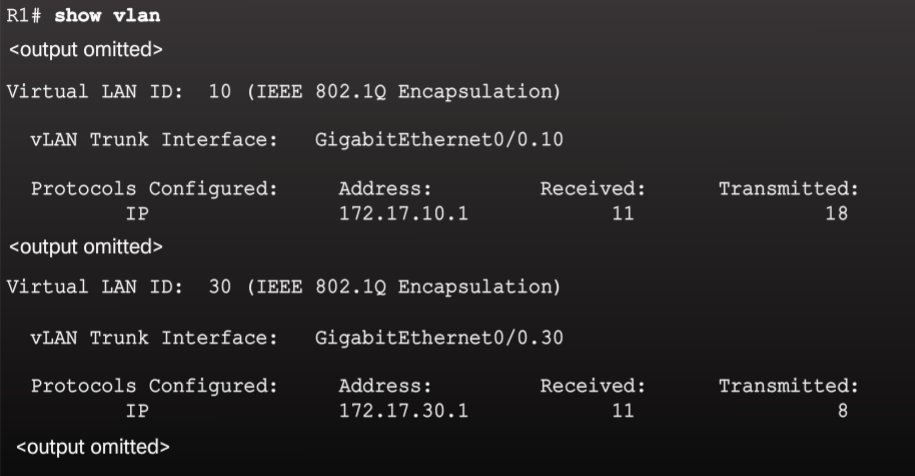 R1# show vlan
<output omitted>
Virtual LAN ID: 10 (IEEE 802.1Q Encapsulation)
vLAN Trunk Interface: GigabitEthernet0/0.10
Protocols Configured: Address: Received: Transmitted:
IP 172.17.10.1 11 18
<output omitted>
Virtual LAN ID: 30 (IEEE 802.1Q Encapsulation)
vLAN Trunk Interface: GigabitEthernet0/0.30
Protocols Configured: Address: Received: Transmitted:
IP 172.17.30.1 11 8
<output omitted>